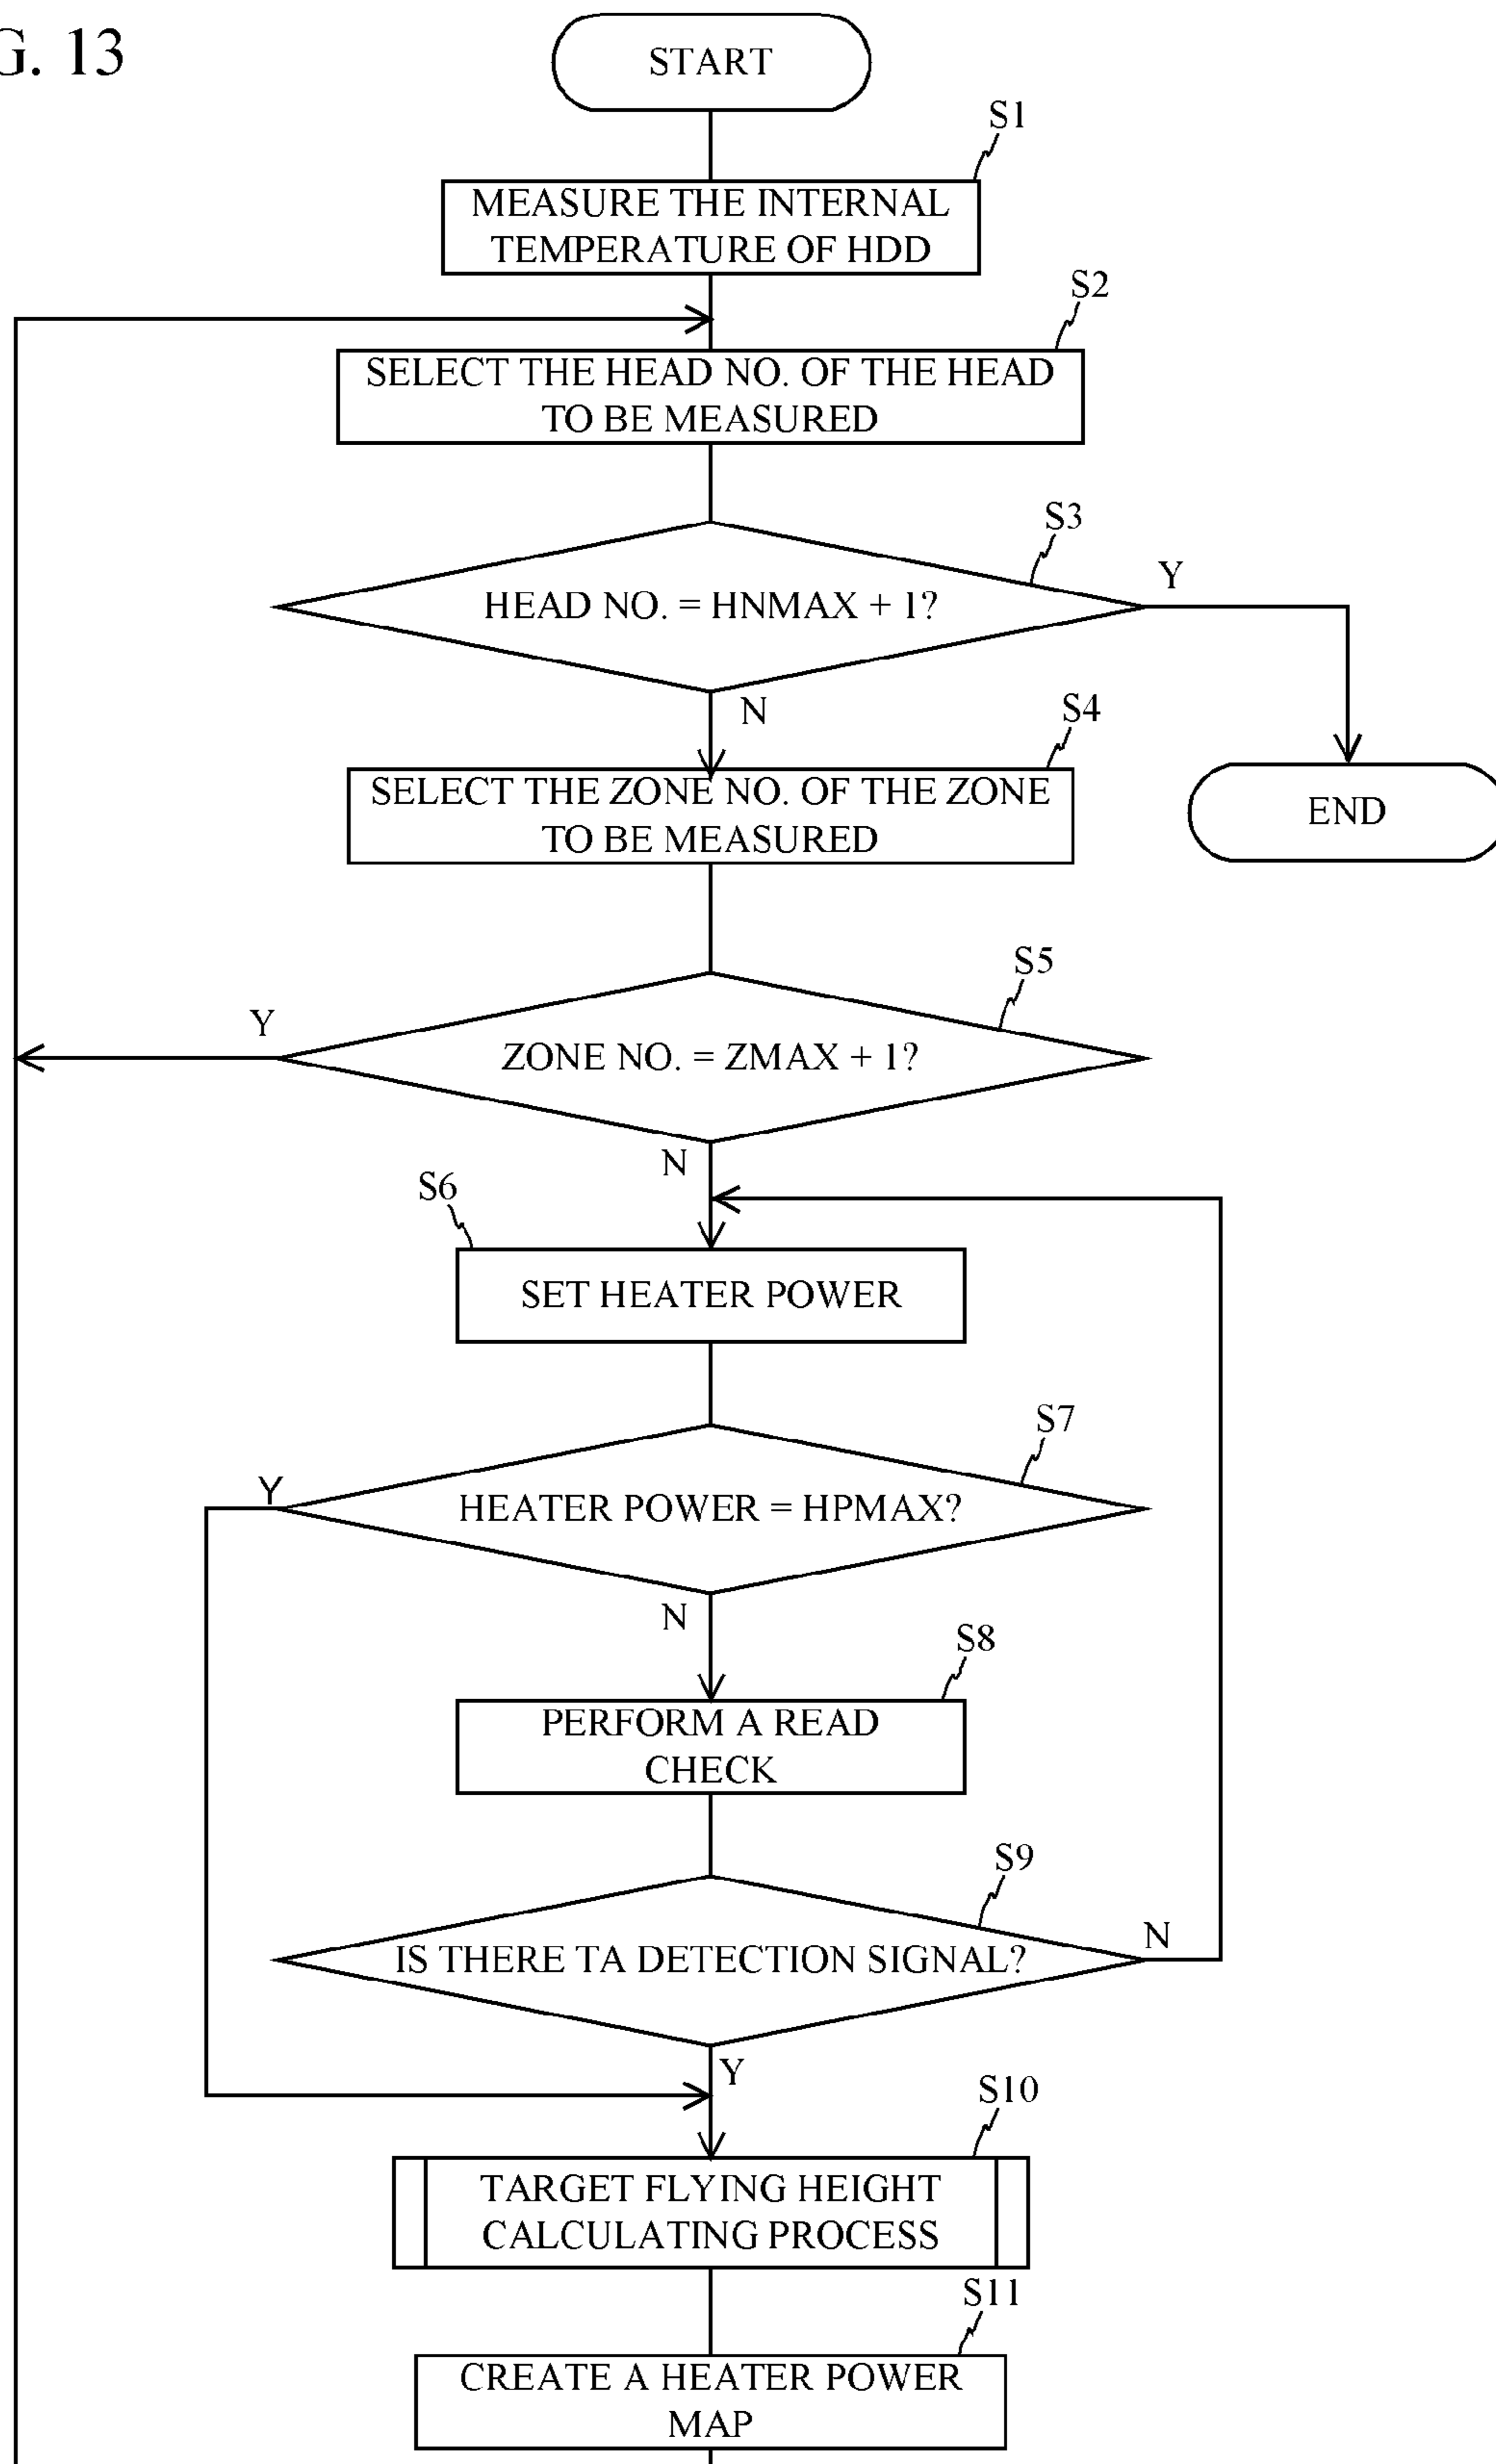 G. 13
START
S1
MEASURE THE INTERNAL
TEMPERATURE OF HDD
S2
SELECT THE HEAD NO. OF THE HEAD
TO BE MEASURED
S3
HEAD NO. = HNMAX + 1?
Y
N
S4
SELECT THE ZONE NO. OF THE ZONE
TO BE MEASURED
END
S5
Y
ZONE NO. = ZMAX + 1?
N
S6
SET HEATER POWER
S7
Y
HEATER POWER = HPMAX?
N
S8
PERFORM A READ
CHECK
S9
N
IS THERE TA DETECTION SIGNAL?
Y
S10
TARGET FLYING HEIGHT
CALCULATING PROCESS
S11
CREATE A HEATER POWER
MAP